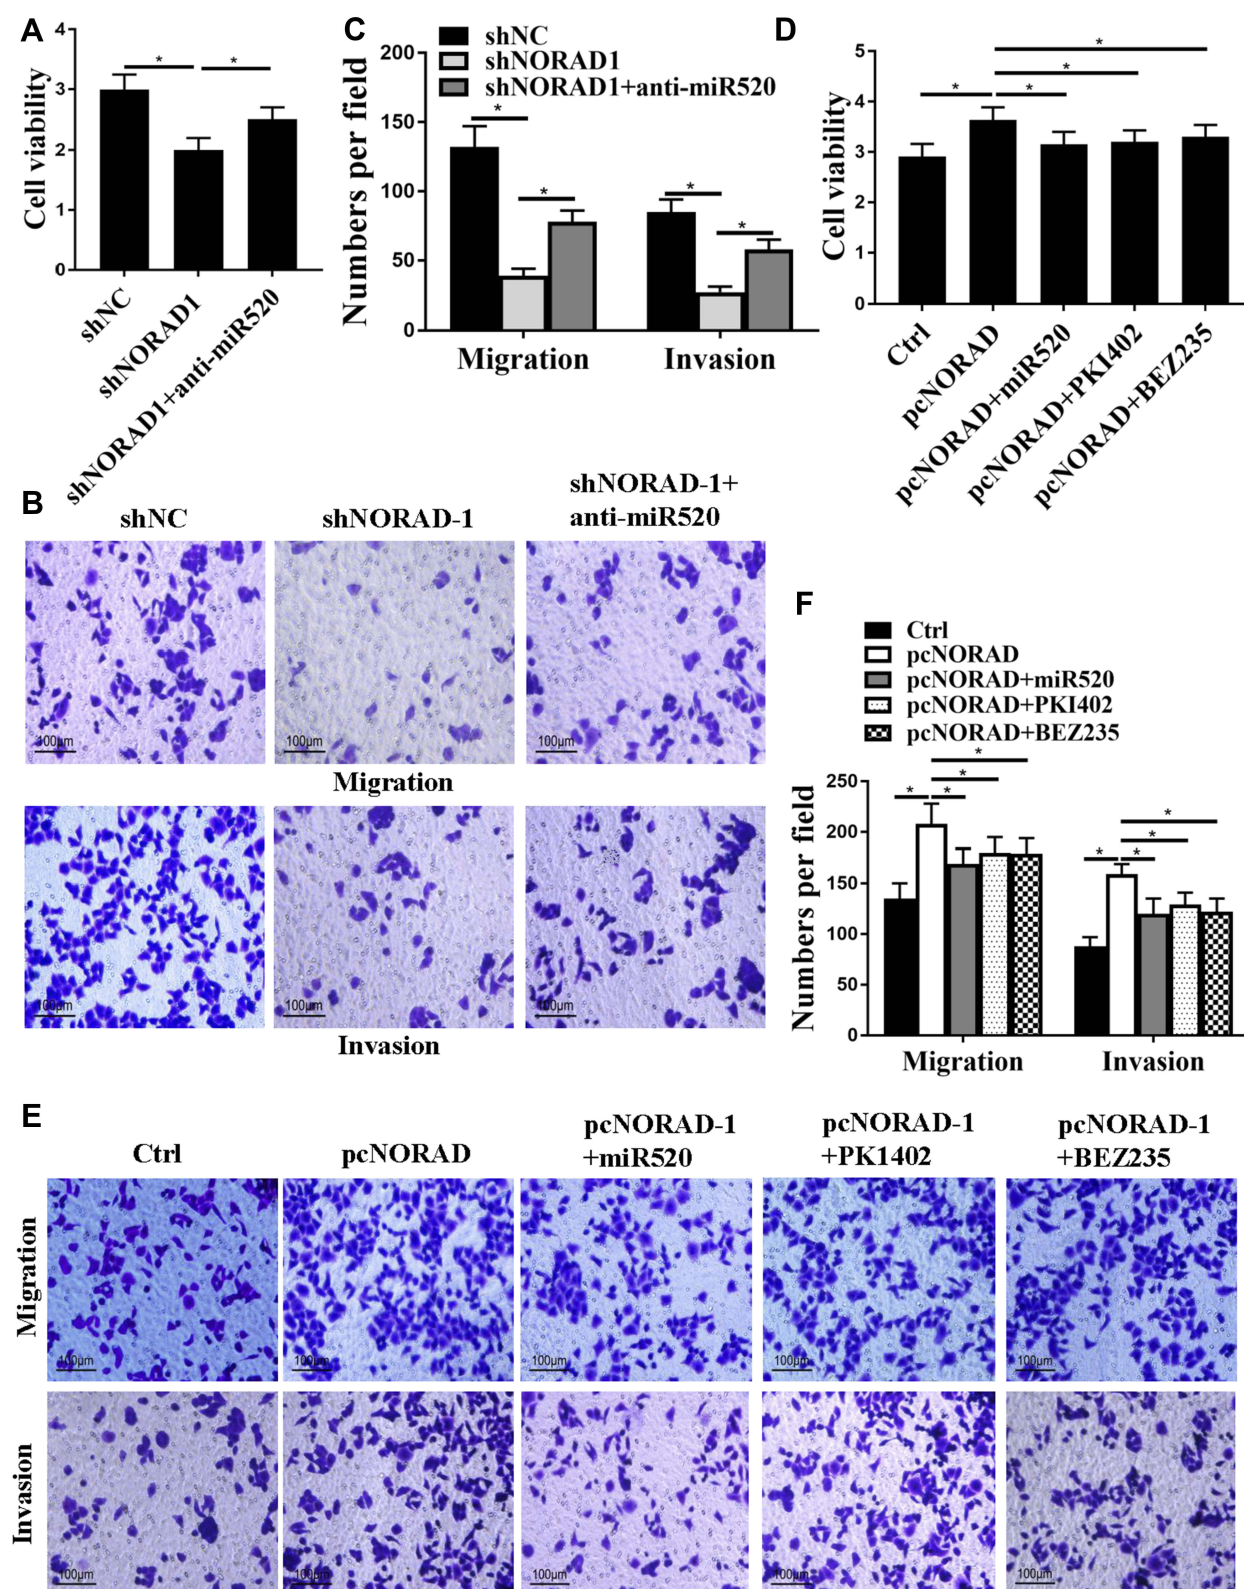 A
4
3
2
1
0
Cell viability
*
*
shNC
shNORAD1
shNORAD1+anti-miR520
C
shNC
shNORAD1
shNORAD1+anti-miR520
200
150
100
50
0
Numbers per field
*
*
*
*
Migration
Invasion
D
5
4
3
2
1
0
Cell viability
*
*
*
*
Ctrl
pcNORAD
pcNORAD+miR520
pcNORAD+PKI402
pcNORAD+BEZ235
B
shNC
shNORAD-1
shNORAD-1+
anti-miR520
100μm
100μm
100μm
Migration
100μm
100μm
100μm
Invasion
F
Ctrl
pcNORAD
pcNORAD+miR520
pcNORAD+PKI402
pcNORAD+BEZ235
250
200
150
100
50
0
Numbers per field
*
*
*
*
*
*
*
*
Migration
Invasion
E
Ctrl
pcNORAD
pcNORAD-1
+miR520
pcNORAD-1
+PK1402
pcNORAD-1
+BEZ235
Migration
100μm
100μm
100μm
100μm
100μm
Invasion
100μm
100μm
100μm
100μm
100μm